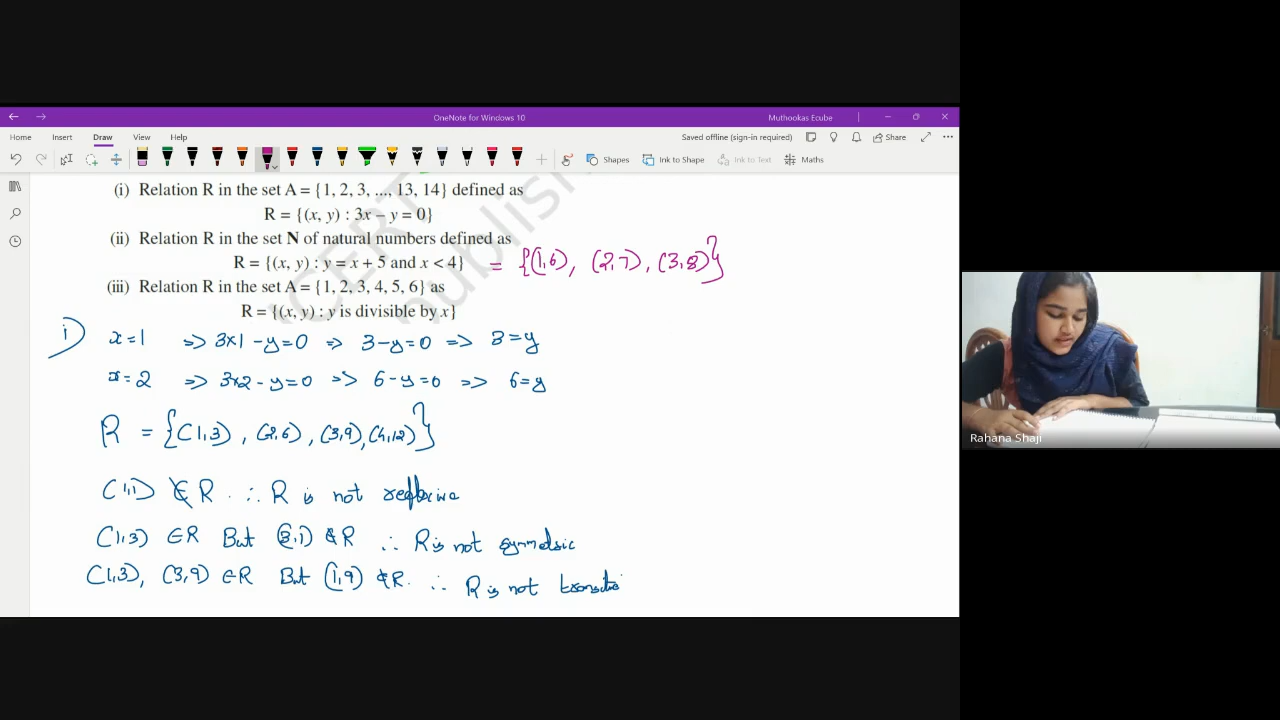 OneNote for Windows 10
Muthookas Ecube
Home Insert Draw View Help
Saved offline (sign-in required) Share
Shapes Ink to Shape Ink to Text Maths
(i) Relation R in the set A = {1, 2, 3, ..., 13, 14} defined as
R = {(x, y) : 3x – y = 0}
(ii) Relation R in the set N of natural numbers defined as
R = {(x, y) : y = x + 5 and x < 4} = {(1,6), (2,7), (3,8)}
(iii) Relation R in the set A = {1, 2, 3, 4, 5, 6} as
R = {(x, y) : y is divisible by x}
i) x=1 => 3×1 -y=0 => 3-y=0 => 3=y
x=2 => 3×2 - y=0 => 6-y=0 => 6=y
R = {(1,3), (2,6), (3,9), (4,12)}
(1,1) ∉ R. ∴ R is not reflexive
(1,3) ∈R But (3,1) ∉R ∴ R is not symmetric
(1,3), (3,9) ∈R But (1,9) ∉R. ∴ R is not
Rahana Shaji